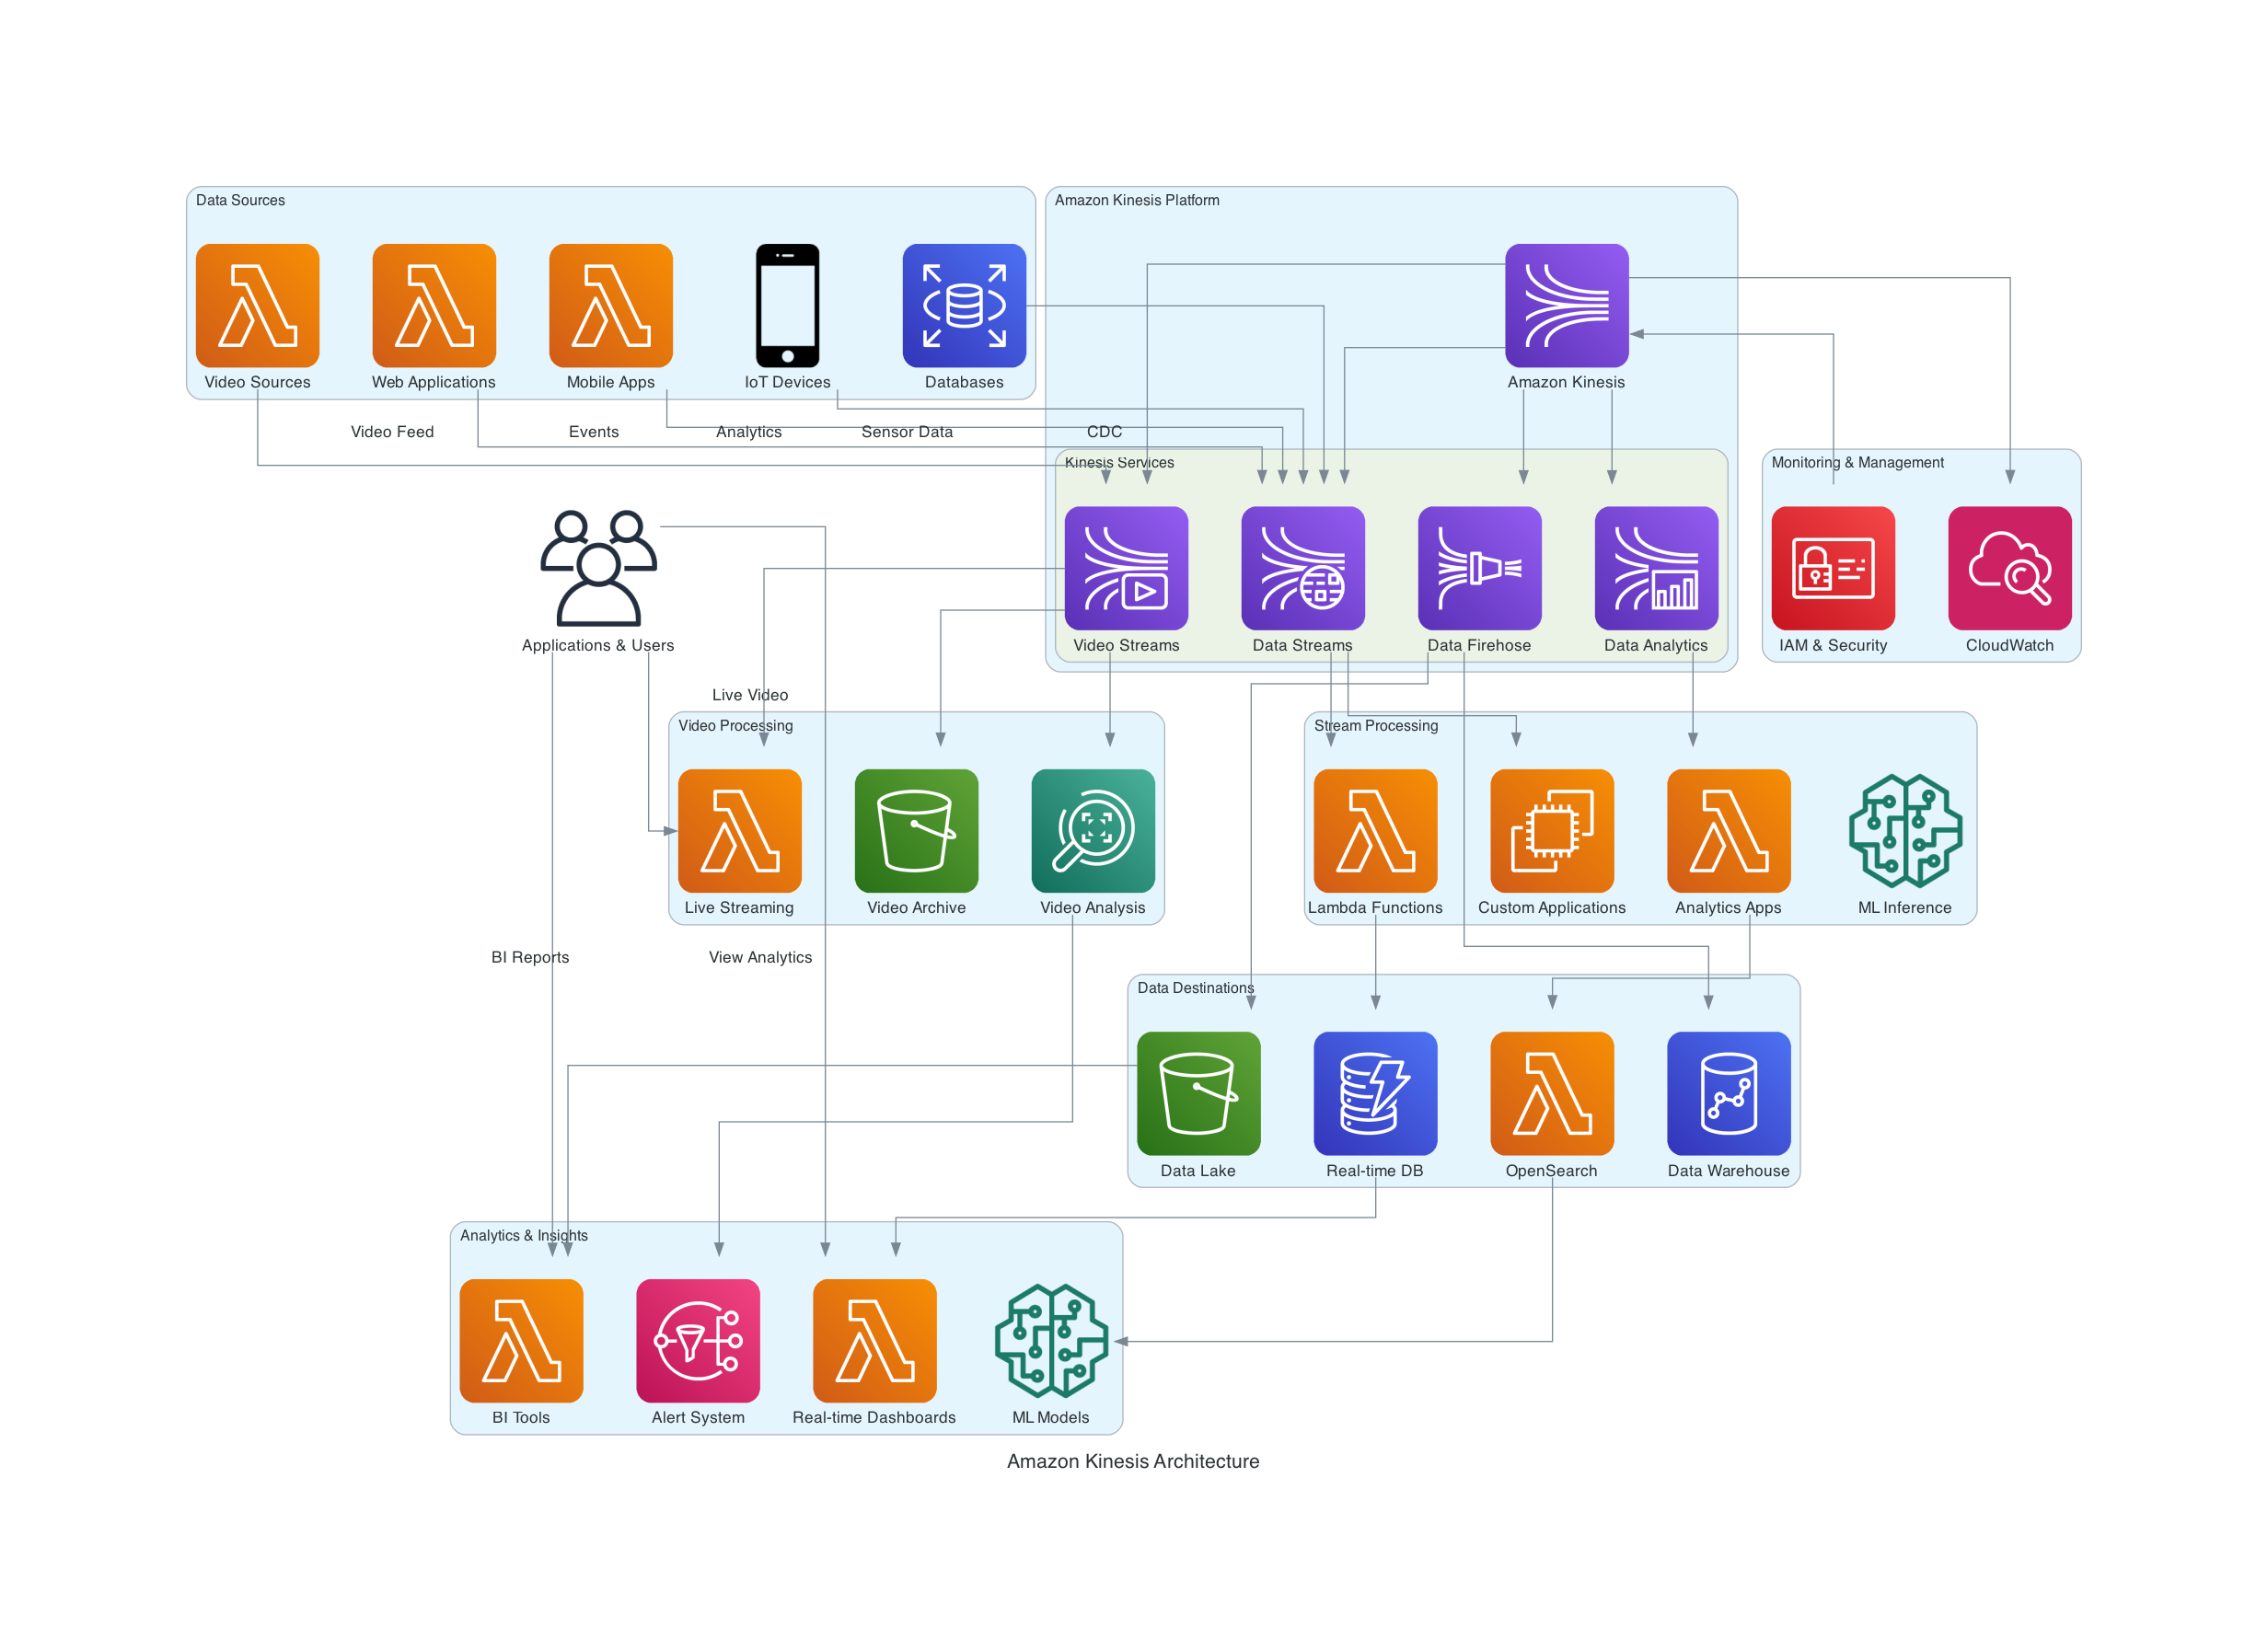 Data Sources
Amazon Kinesis Platform
Video Sources
Web Applications
Mobile Apps
IoT Devices
Databases
Amazon Kinesis
Video Feed
Events
Analytics
Sensor Data
CDC
Kinesis Services
Monitoring & Management
Applications & Users
Video Streams
Data Streams
Data Firehose
Data Analytics
IAM & Security
CloudWatch
Live Video
Video Processing
Stream Processing
Live Streaming
Video Archive
Video Analysis
Lambda Functions
Custom Applications
Analytics Apps
ML Inference
BI Reports
View Analytics
Data Destinations
Data Lake
Real-time DB
OpenSearch
Data Warehouse
Analytics & Insights
BI Tools
Alert System
Real-time Dashboards
ML Models
Amazon Kinesis Architecture